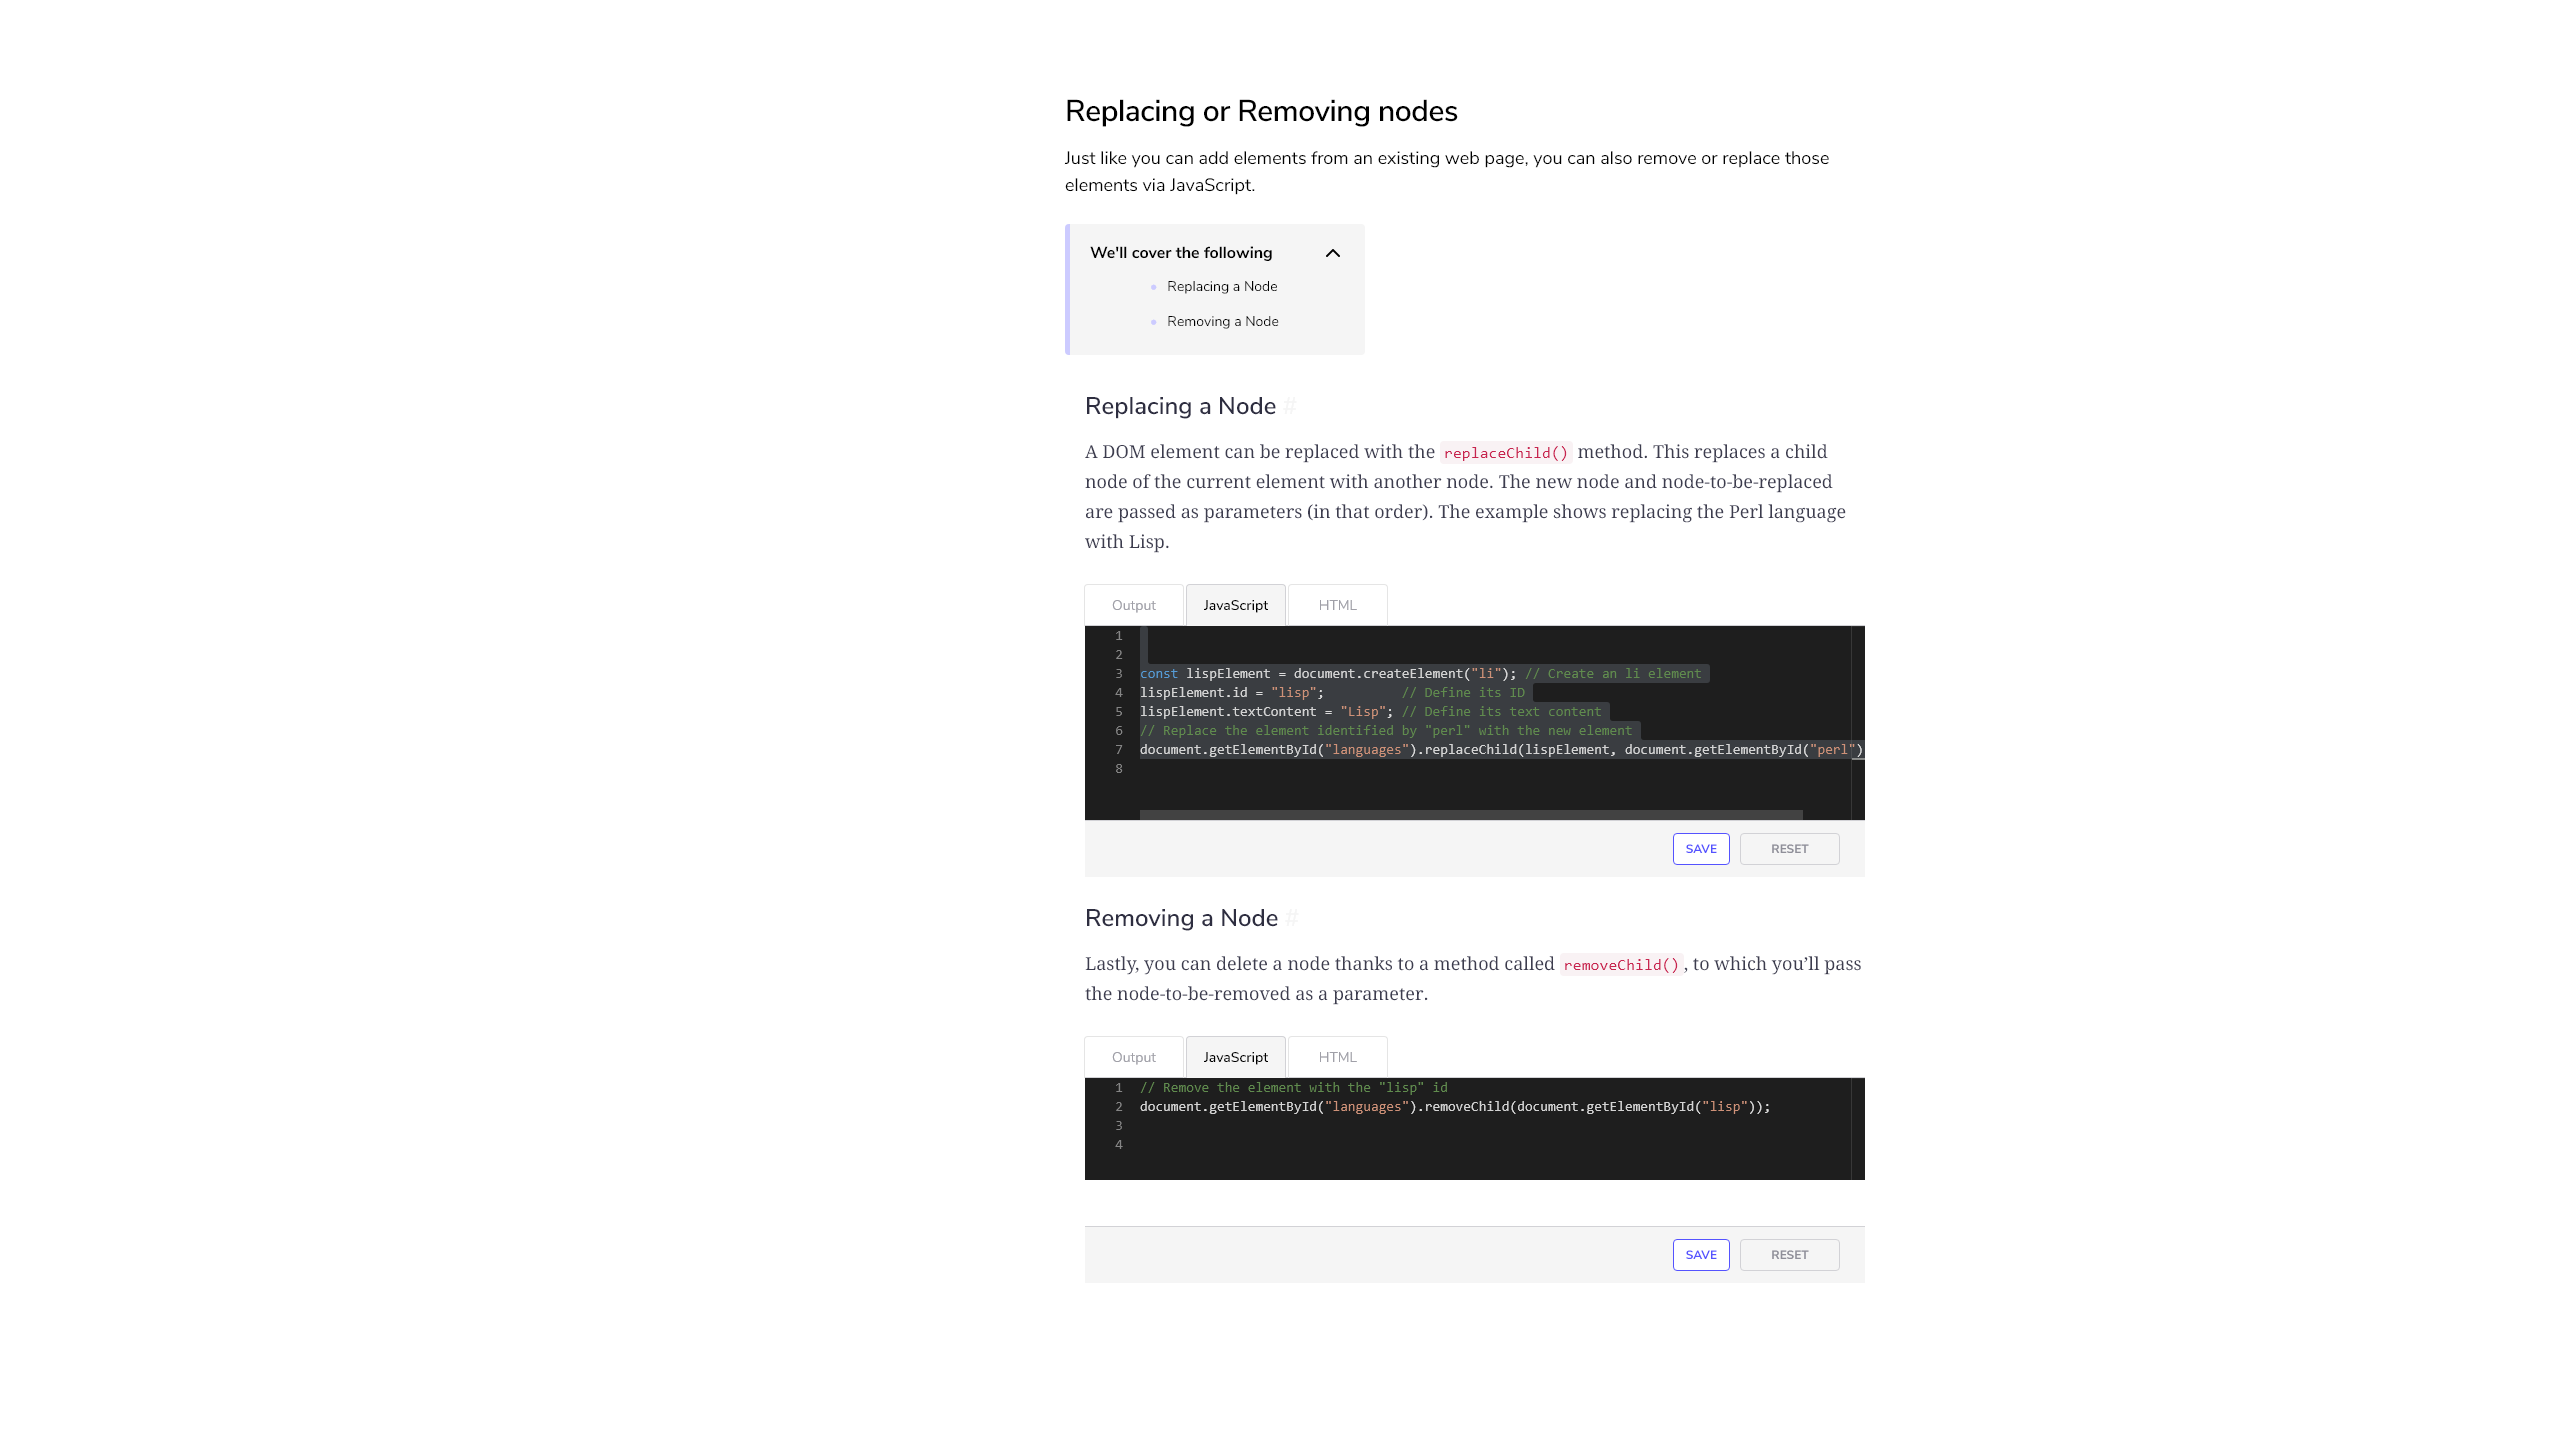 Replacing or Removing nodes
Just like you can add elements from an existing web page, you can also remove or replace those
elements via JavaScript.
We'll cover the following
Replacing a Node
Removing a Node
Replacing a Node #
A DOM element can be replaced with the replaceChild() method. This replaces a child
node of the current element with another node. The new node and node-to-be-replaced
are passed as parameters (in that order). The example shows replacing the Perl language
with Lisp.
Output JavaScript HTML
1
2
3 const lispElement = document.createElement("li"); // Create an li element
4 lispElement.id = "lisp"; // Define its ID
5 lispElement.textContent = "Lisp"; // Define its text content
6 // Replace the element identified by "perl" with the new element
7 document.getElementById("languages").replaceChild(lispElement, document.getElementById("perl")
8
SAVE RESET
Removing a Node #
Lastly, you can delete a node thanks to a method called removeChild(), to which you’ll pass
the node-to-be-removed as a parameter.
Output JavaScript HTML
1 // Remove the element with the "lisp" id
2 document.getElementById("languages").removeChild(document.getElementById("lisp"));
3
4
SAVE RESET